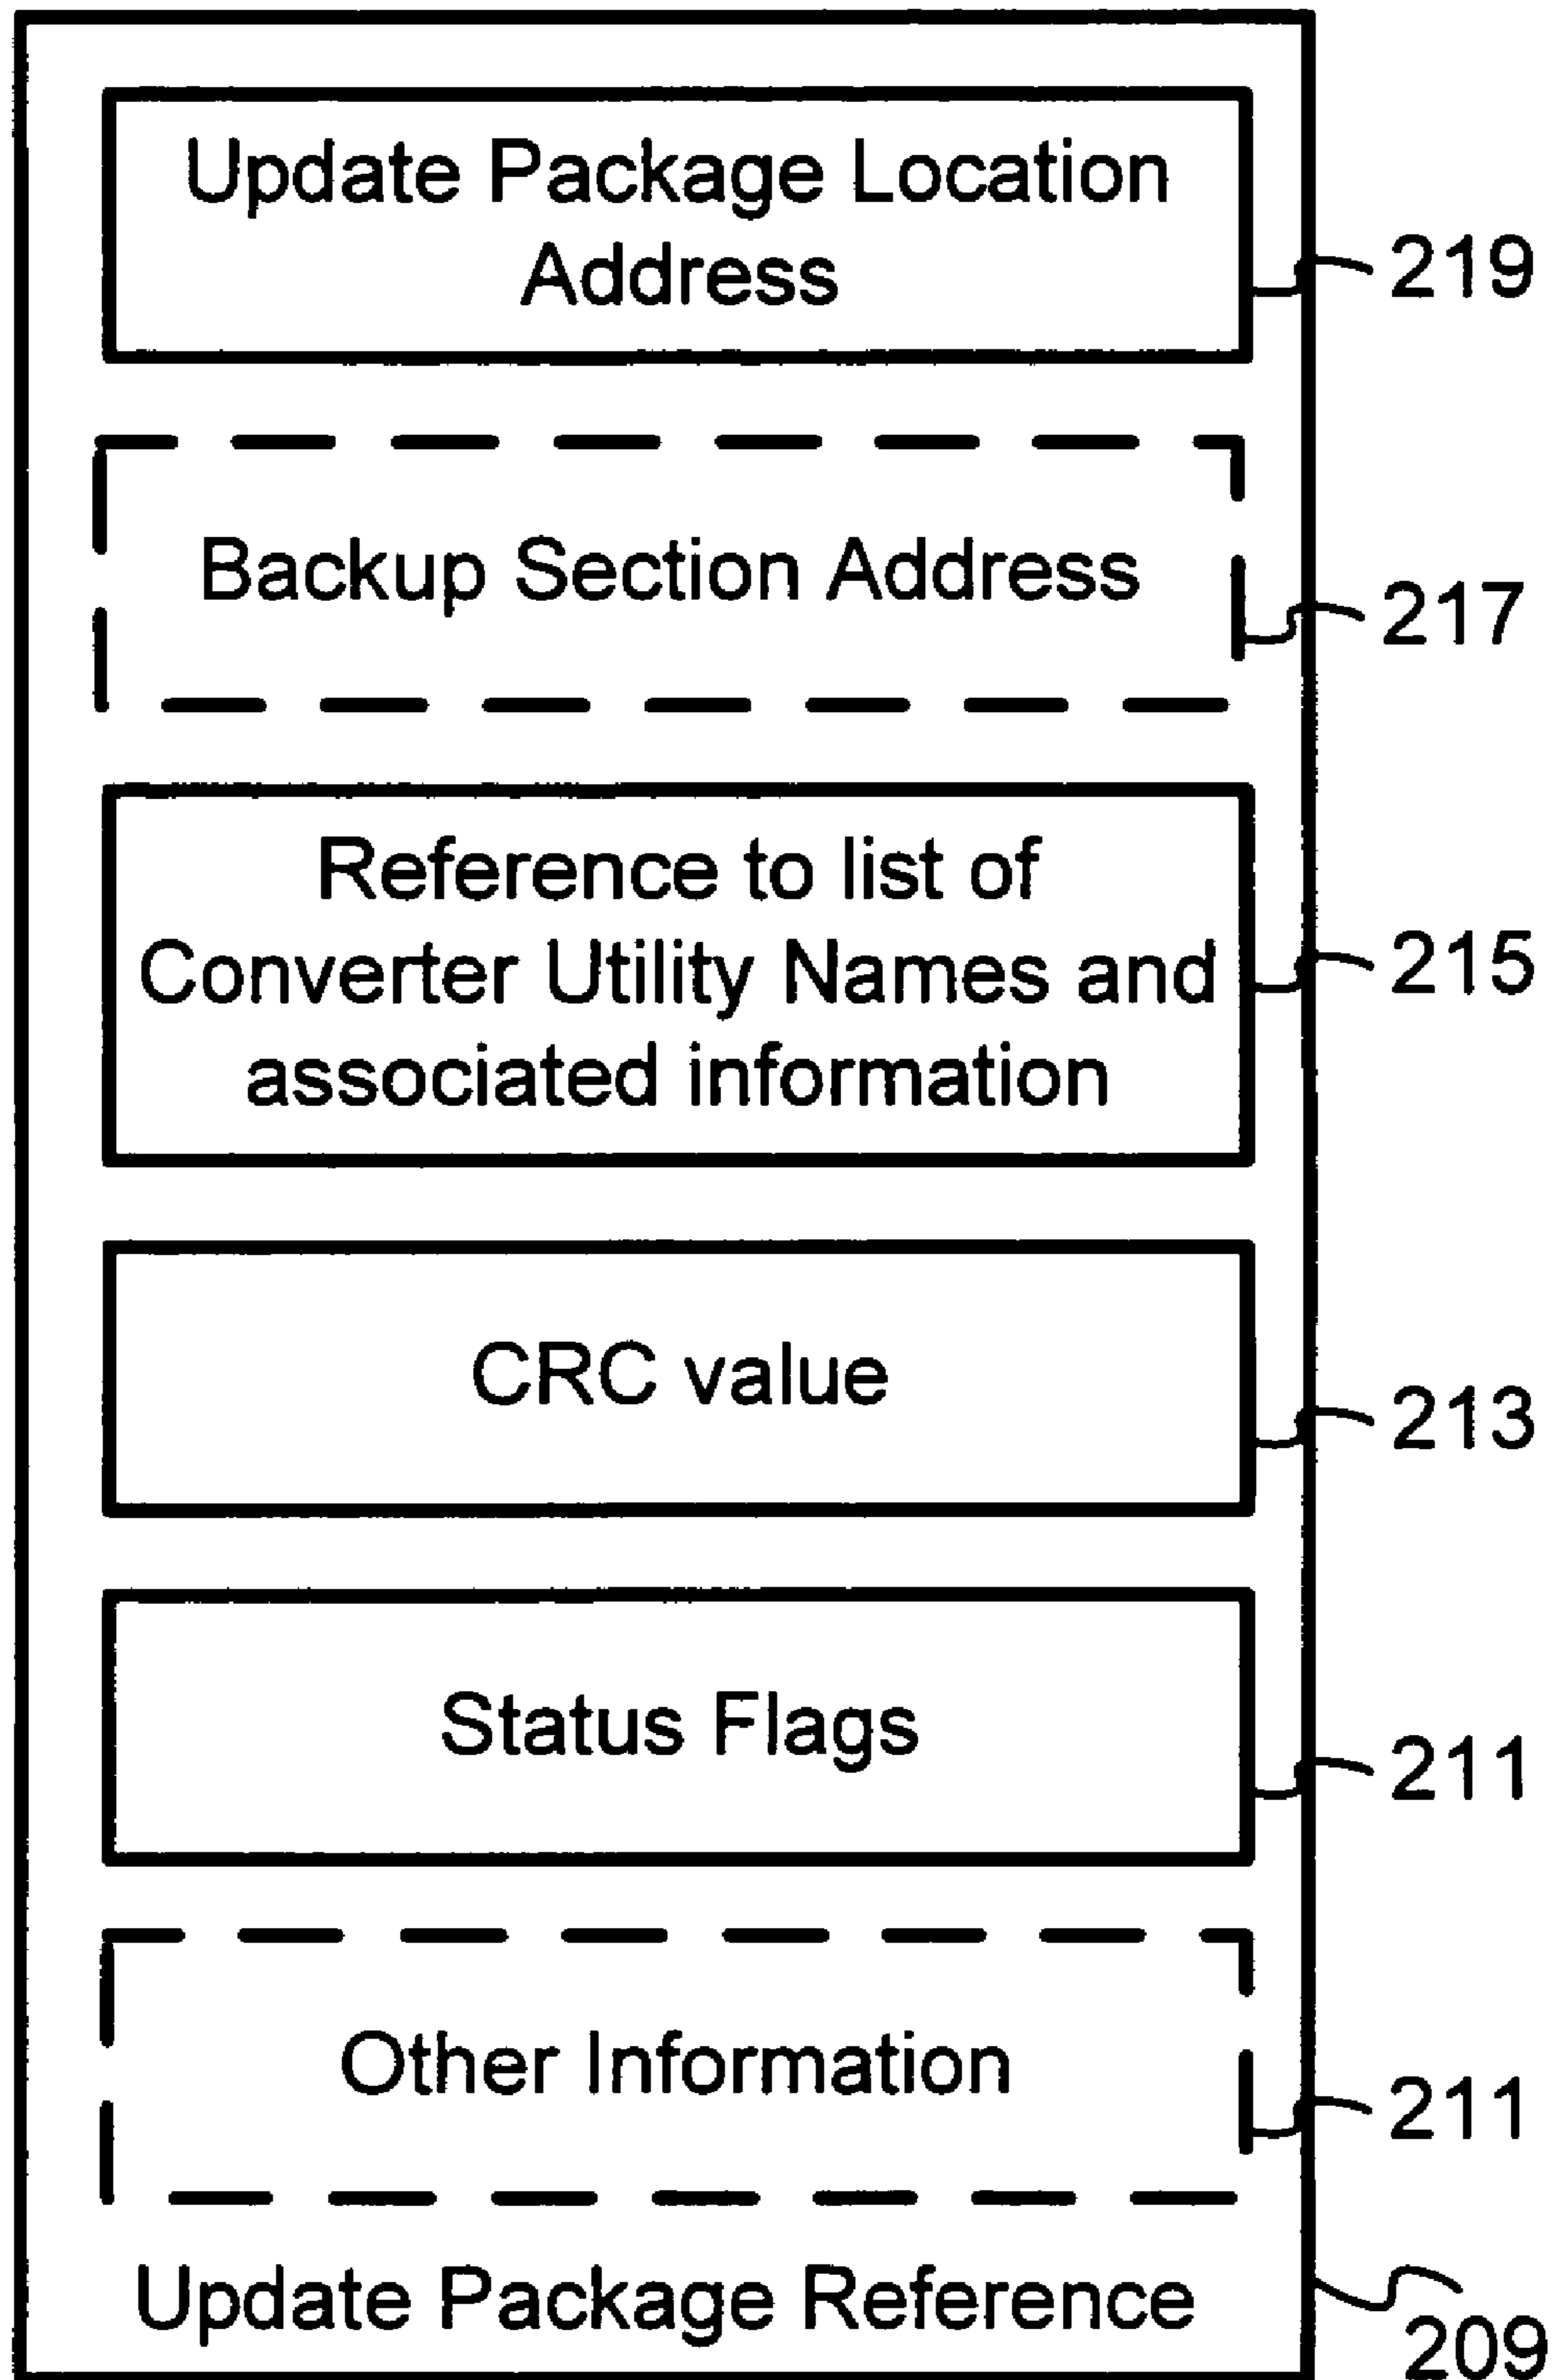 Update Package Location
Address
219
Backup Section Address
217
Reference to list of
Converter Utility Names and
associated information
215
CRC value
213
Status Flags
211
Other Information
211
Update Package Reference
209